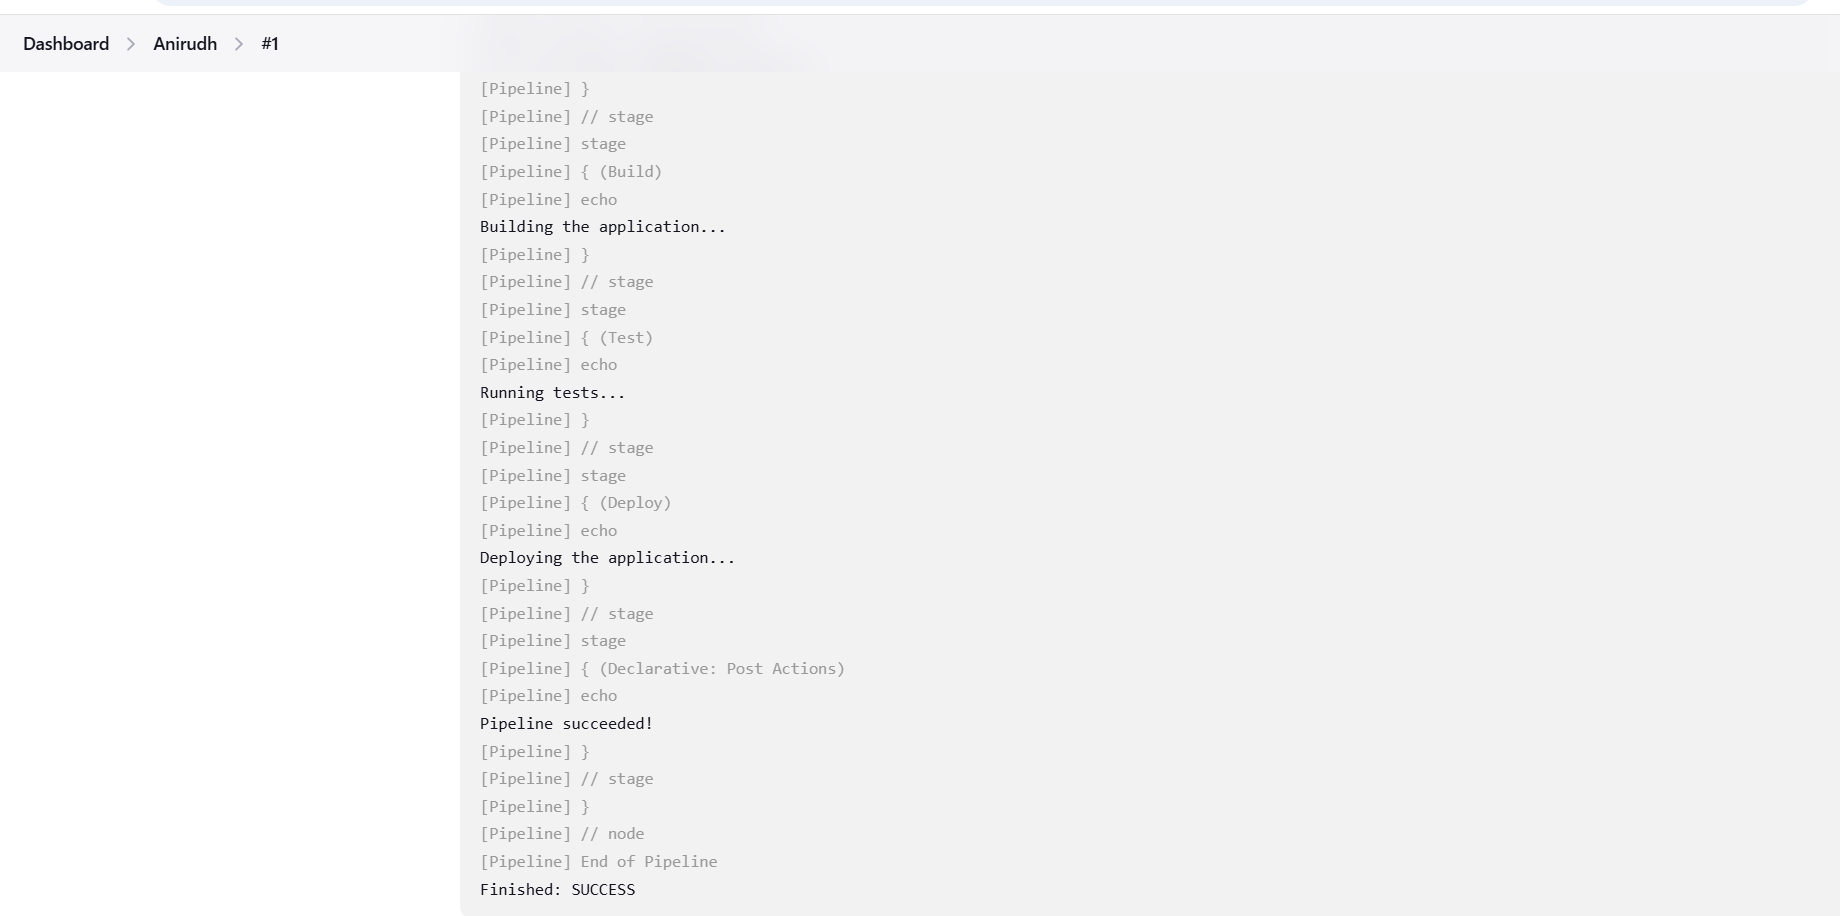 Dashboard > Anirudh > #1
[Pipeline] }
[Pipeline] // stage
[Pipeline] stage
[Pipeline] { (Build)
[Pipeline] echo
Building the application...
[Pipeline] }
[Pipeline] // stage
[Pipeline] stage
[Pipeline] { (Test)
[Pipeline] echo
Running tests...
[Pipeline] }
[Pipeline] // stage
[Pipeline] stage
[Pipeline] { (Deploy)
[Pipeline] echo
Deploying the application...
[Pipeline] }
[Pipeline] // stage
[Pipeline] stage
[Pipeline] { (Declarative: Post Actions)
[Pipeline] echo
Pipeline succeeded!
[Pipeline] }
[Pipeline] // stage
[Pipeline] }
[Pipeline] // node
[Pipeline] End of Pipeline
Finished: SUCCESS